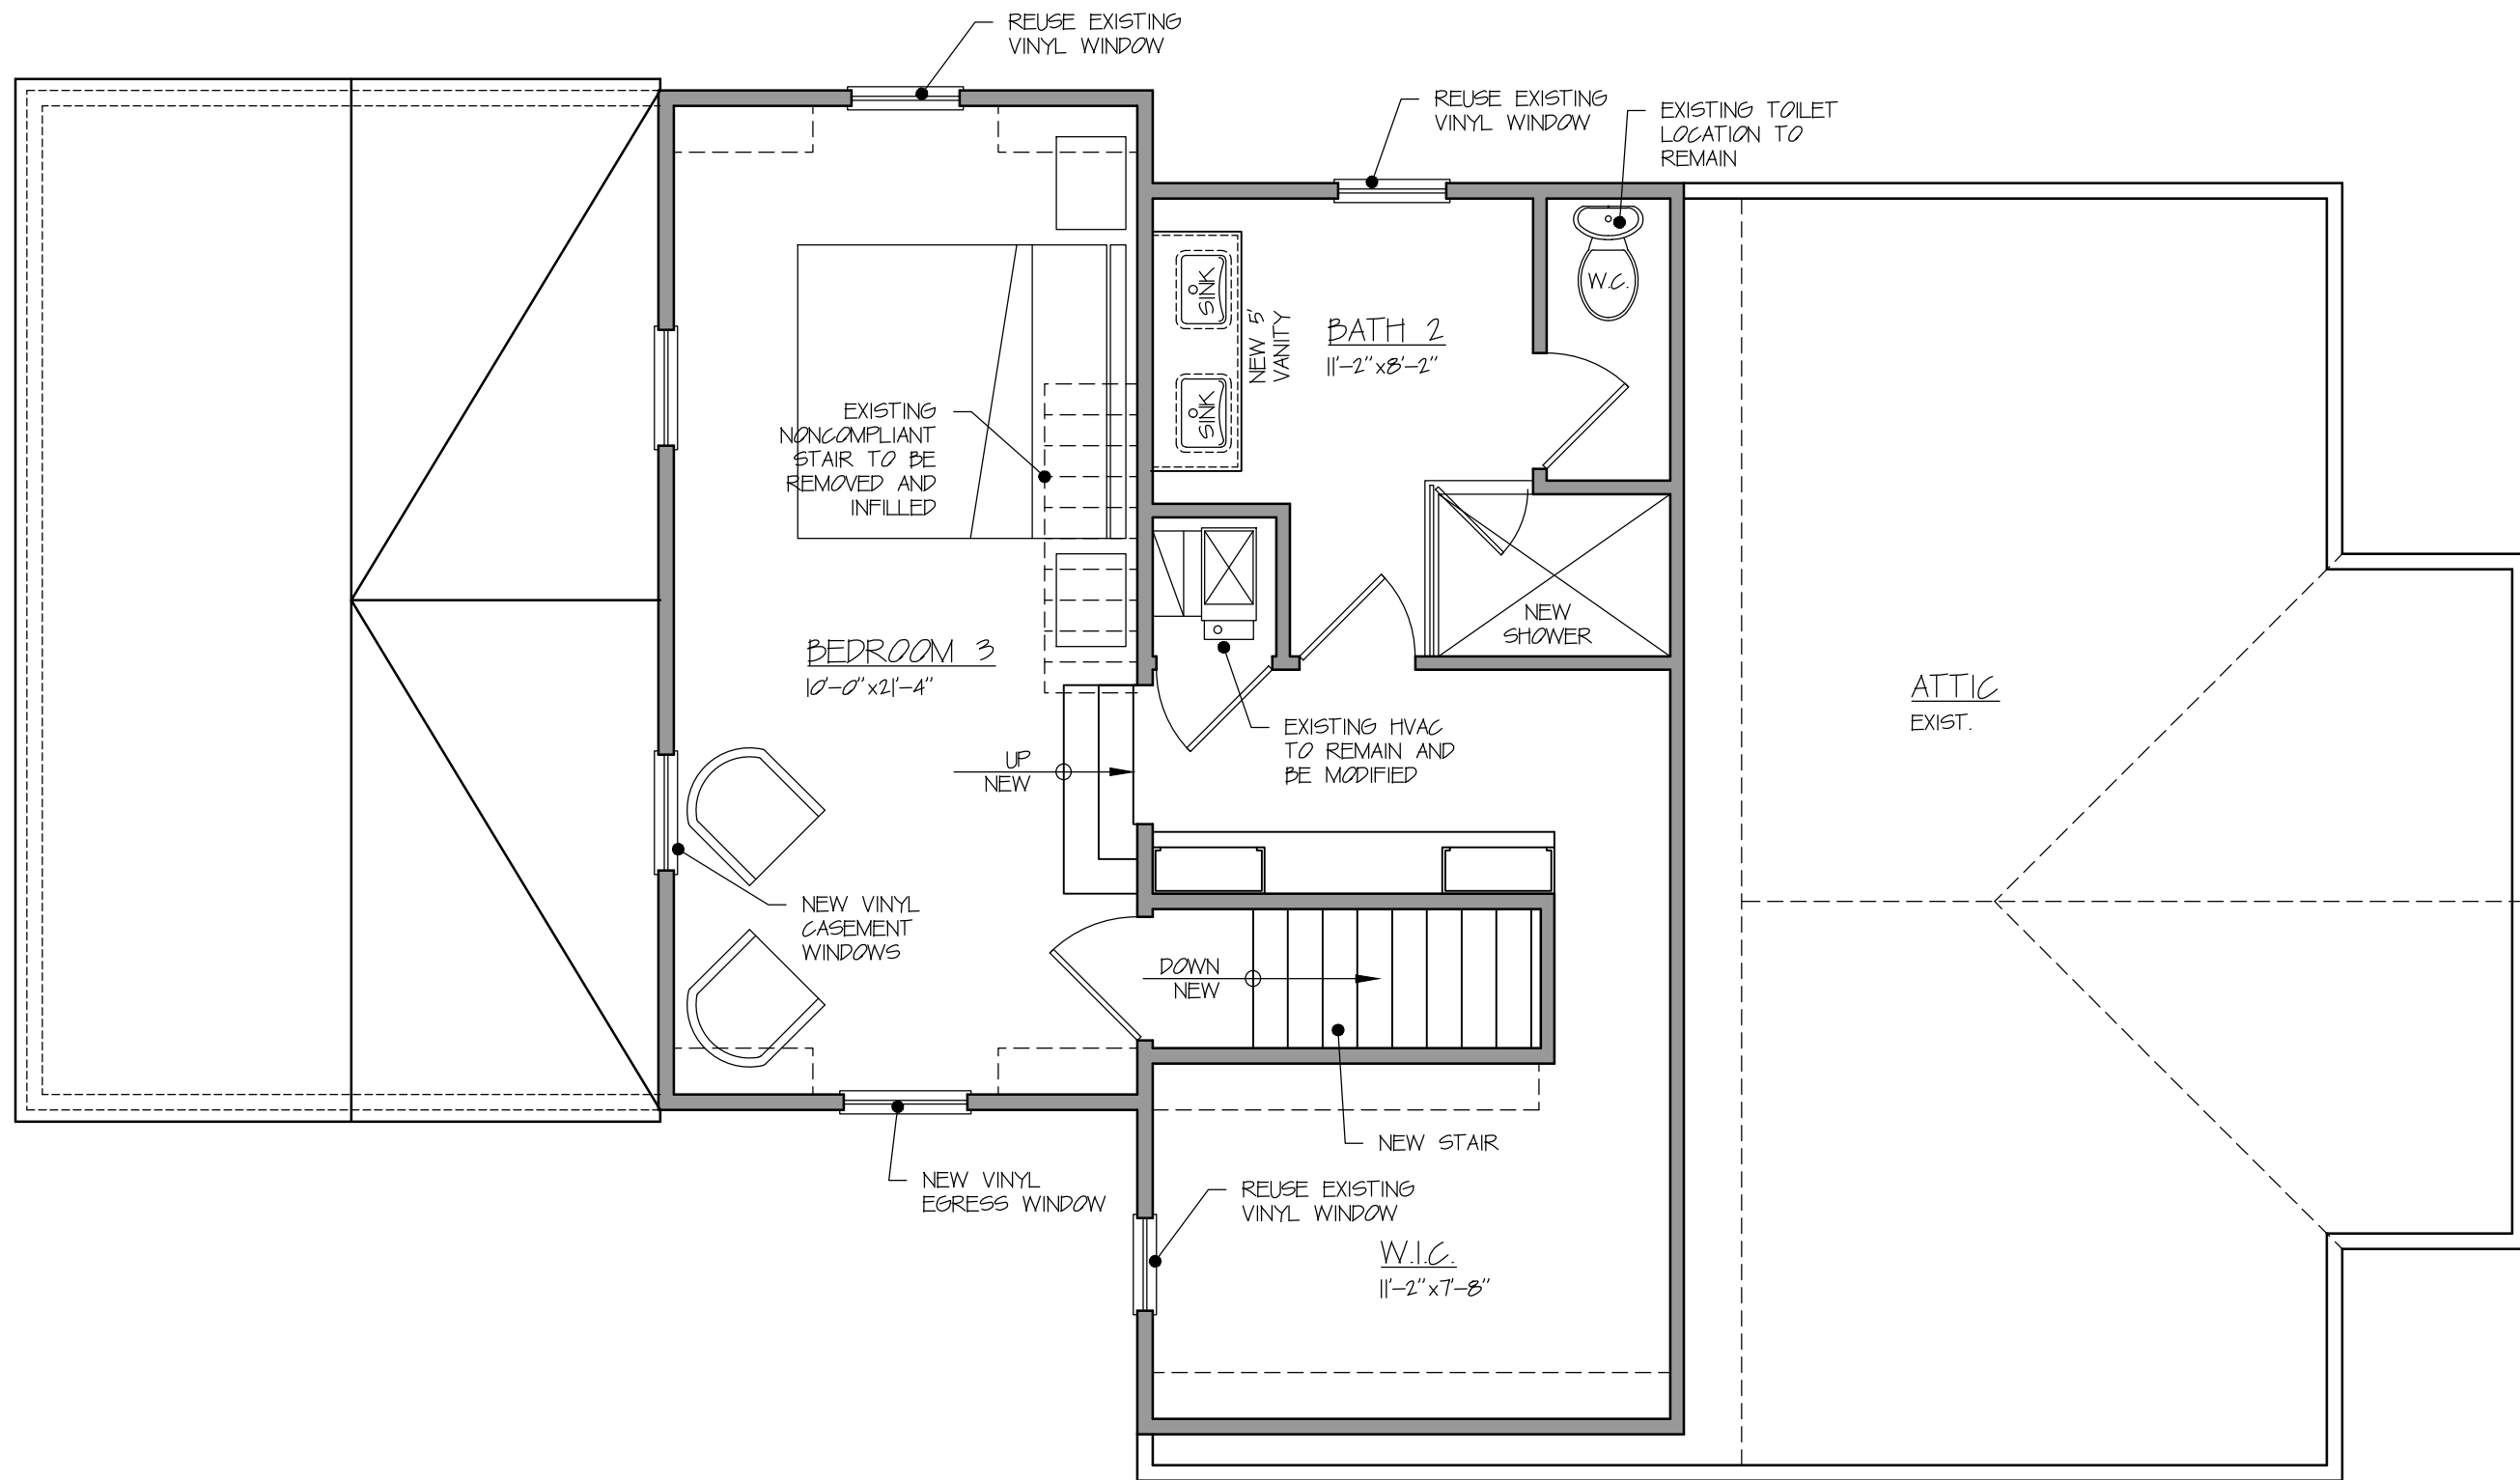 REUSE EXISTING
VINYL WINDOW
REUSE EXISTING
VINYL WINDOW
EXISTING TOILET
LOCATION TO
REMAIN
W.C.
SINK
SINK
NEW 5'
VANITY
BATH 2
11'-2"x8'-2"
EXISTING
NONCOMPLIANT
STAIR TO BE
REMOVED AND
INFILLED
NEW
SHOWER
BEDROOM 3
10'-0"x21'-4"
ATTIC
EXIST.
EXISTING HVAC
TO REMAIN AND
BE MODIFIED
UP
NEW
NEW VINYL
CASEMENT
WINDOWS
DOWN
NEW
NEW STAIR
NEW VINYL
EGRESS WINDOW
REUSE EXISTING
VINYL WINDOW
W.I.C.
11'-2"x7'-8"